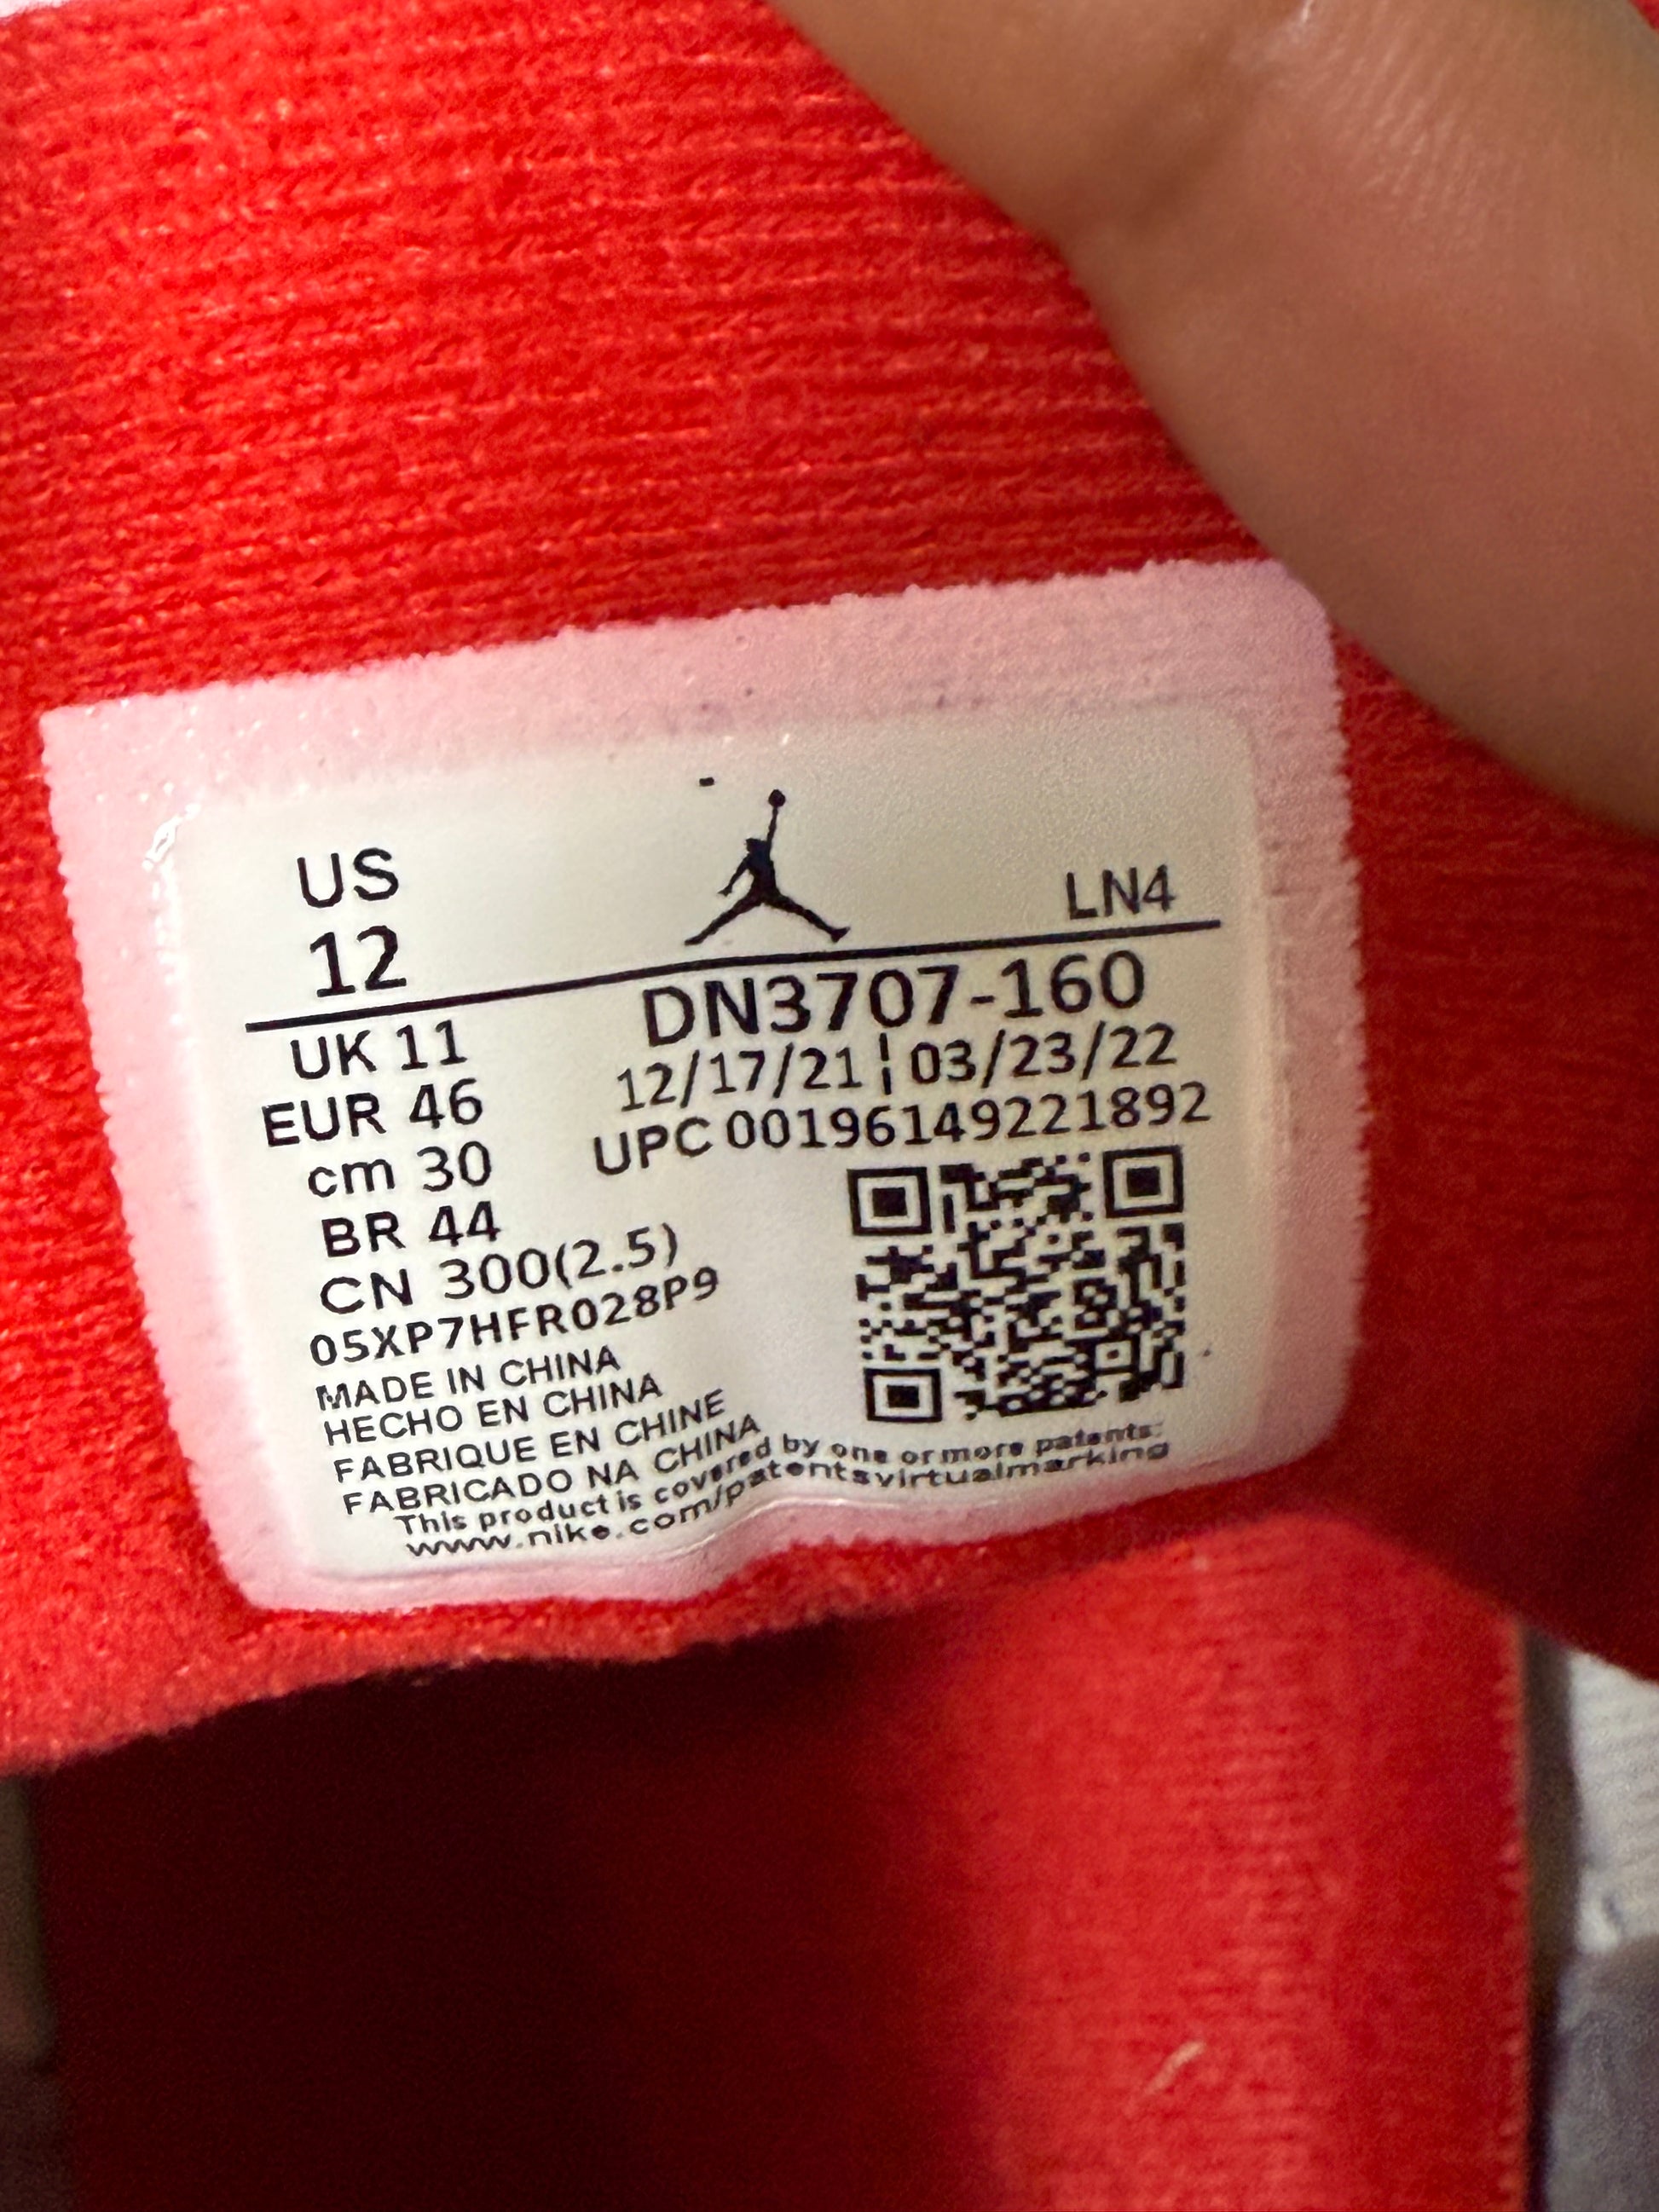 US
12
LN4
DN3707-160
12/17/21¦03/23/22
UPC 00196149221892
UK 11
EUR 46
cm 30
BR 44
CN 300(2.5)
05XP7HFR028P9
MADE IN CHINA
HECHO EN CHINA
FABRIQUE EN CHINE
FABRICADO NA CHINA
This product is covered by one or more patents:
www.nike.com/patentsvirtualmarking